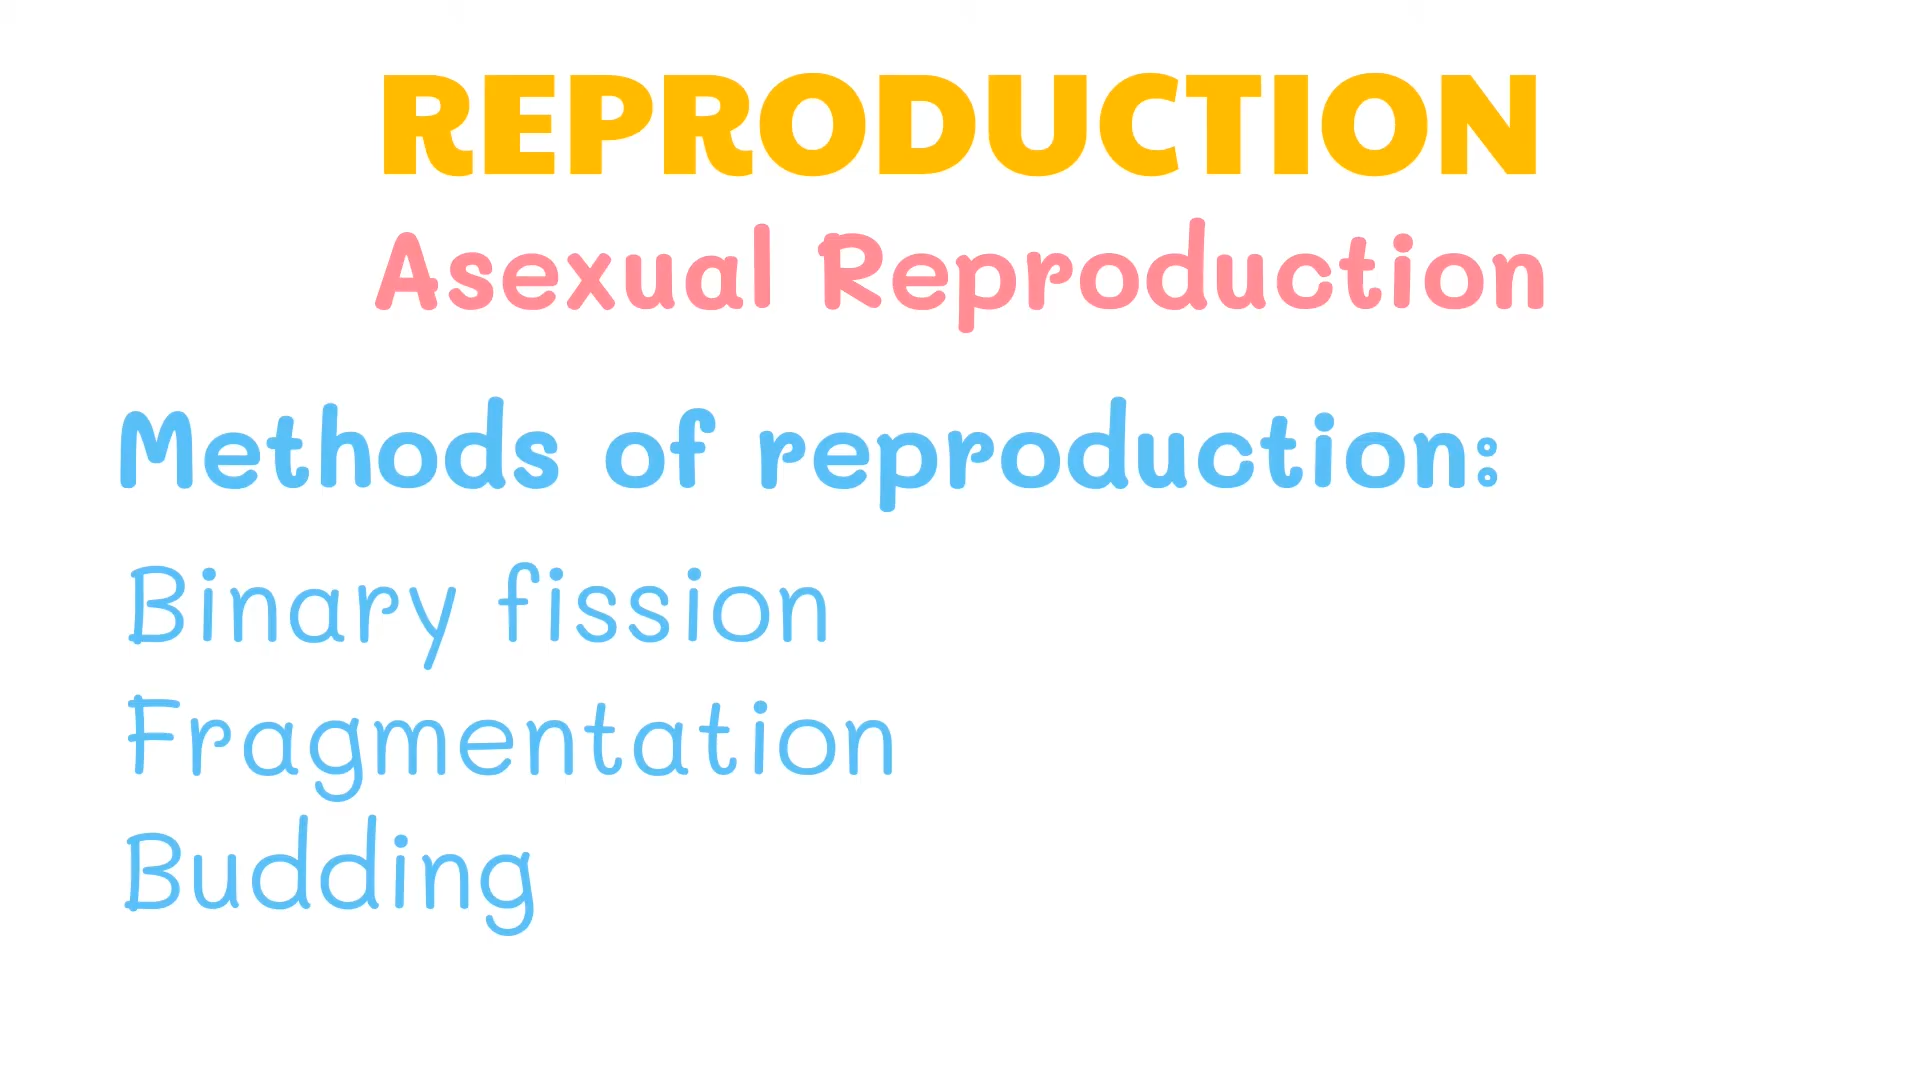 REPRODUCTION
Asexual Reproduction
Methods of reproduction:
Binary fission
Fragmentation
Budding